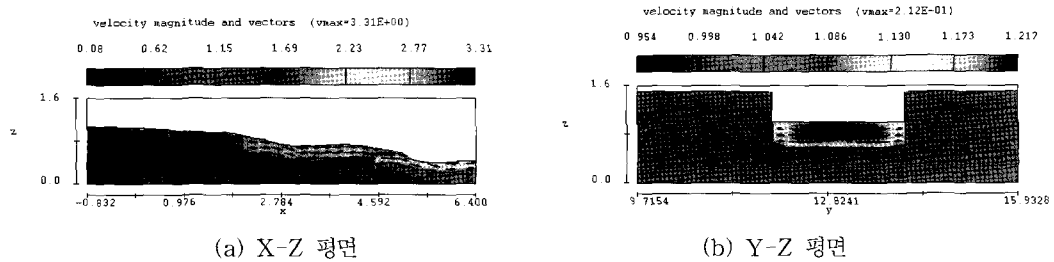 velocity magnitude and vectors (vmax=3.31E+00)
0.08 0.62 1.15 1.69 2.23 2.77 3.31
1.6
z
0.0
-0.832 0.976 2.784 4.592 6.400
x
(a) X-Z 평면
velocity magnitude and vectors (vmax=2.12E-01)
0.954 0.998 1.042 1.086 1.130 1.173 1.217
1.6
z
0.0
9.7154 12.8241 15.9328
y
(b) Y-Z 평면